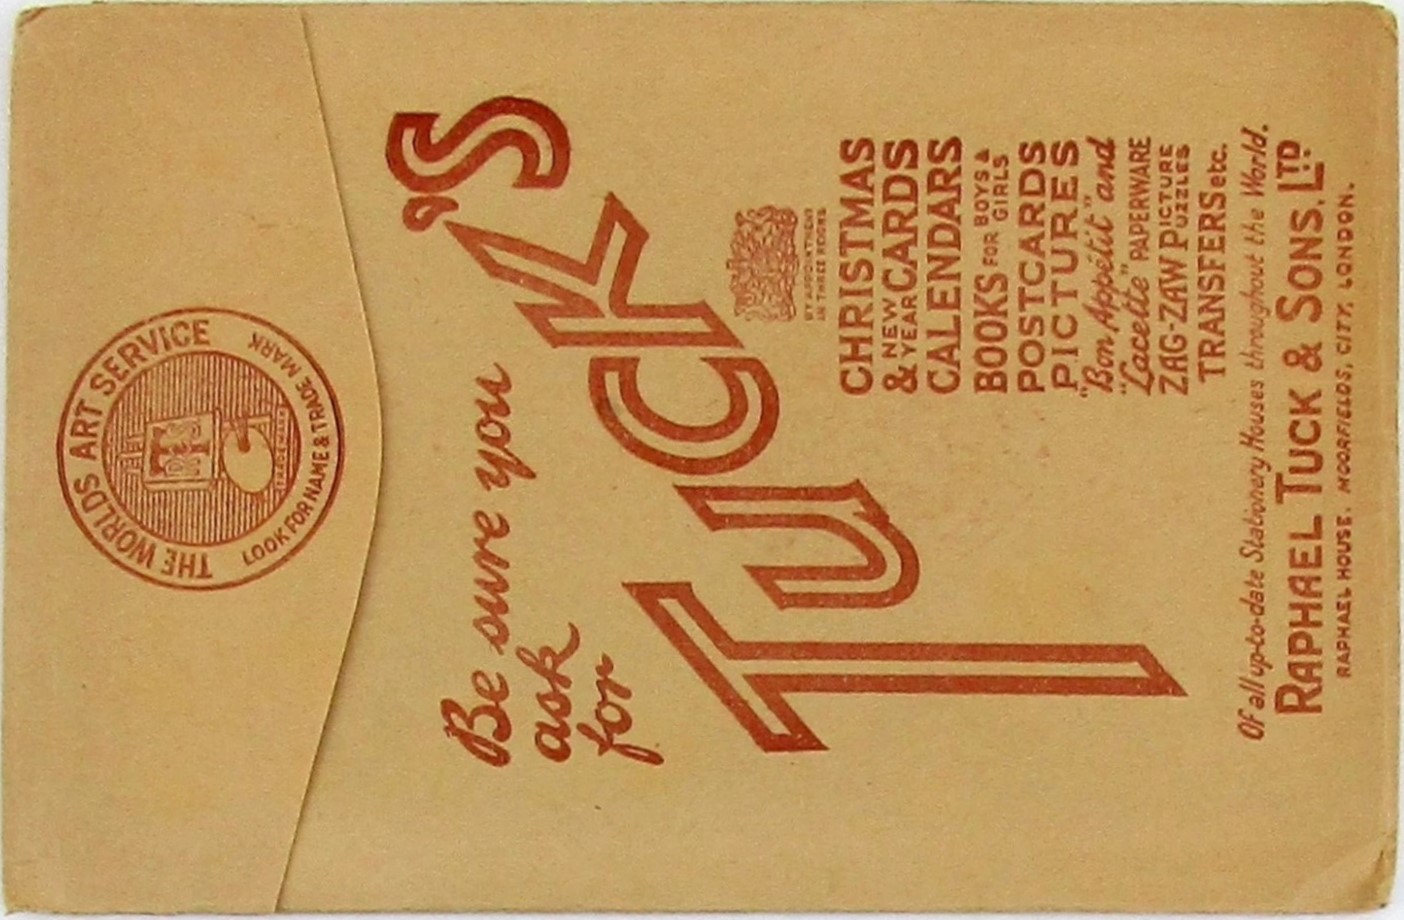 THE WORLDS ART SERVICE
LOOK FOR NAME & TRADE MARK
Be sure you
ask
for
TUCK'S
BY APPOINTMENT
IN THREE REIGNS
CHRISTMAS
& NEW YEAR CARDS
CALENDARS
BOOKS FOR BOYS & GIRLS
POSTCARDS
PICTURES
"Bon Appétit" and
"Lacette" PAPERWARE
ZAG-ZAW PICTURE PUZZLES
TRANSFERS etc.
Of all up-to-date Stationery Houses throughout the World.
RAPHAEL TUCK & SONS, LTD
RAPHAEL HOUSE, MOORFIELDS, CITY, LONDON.